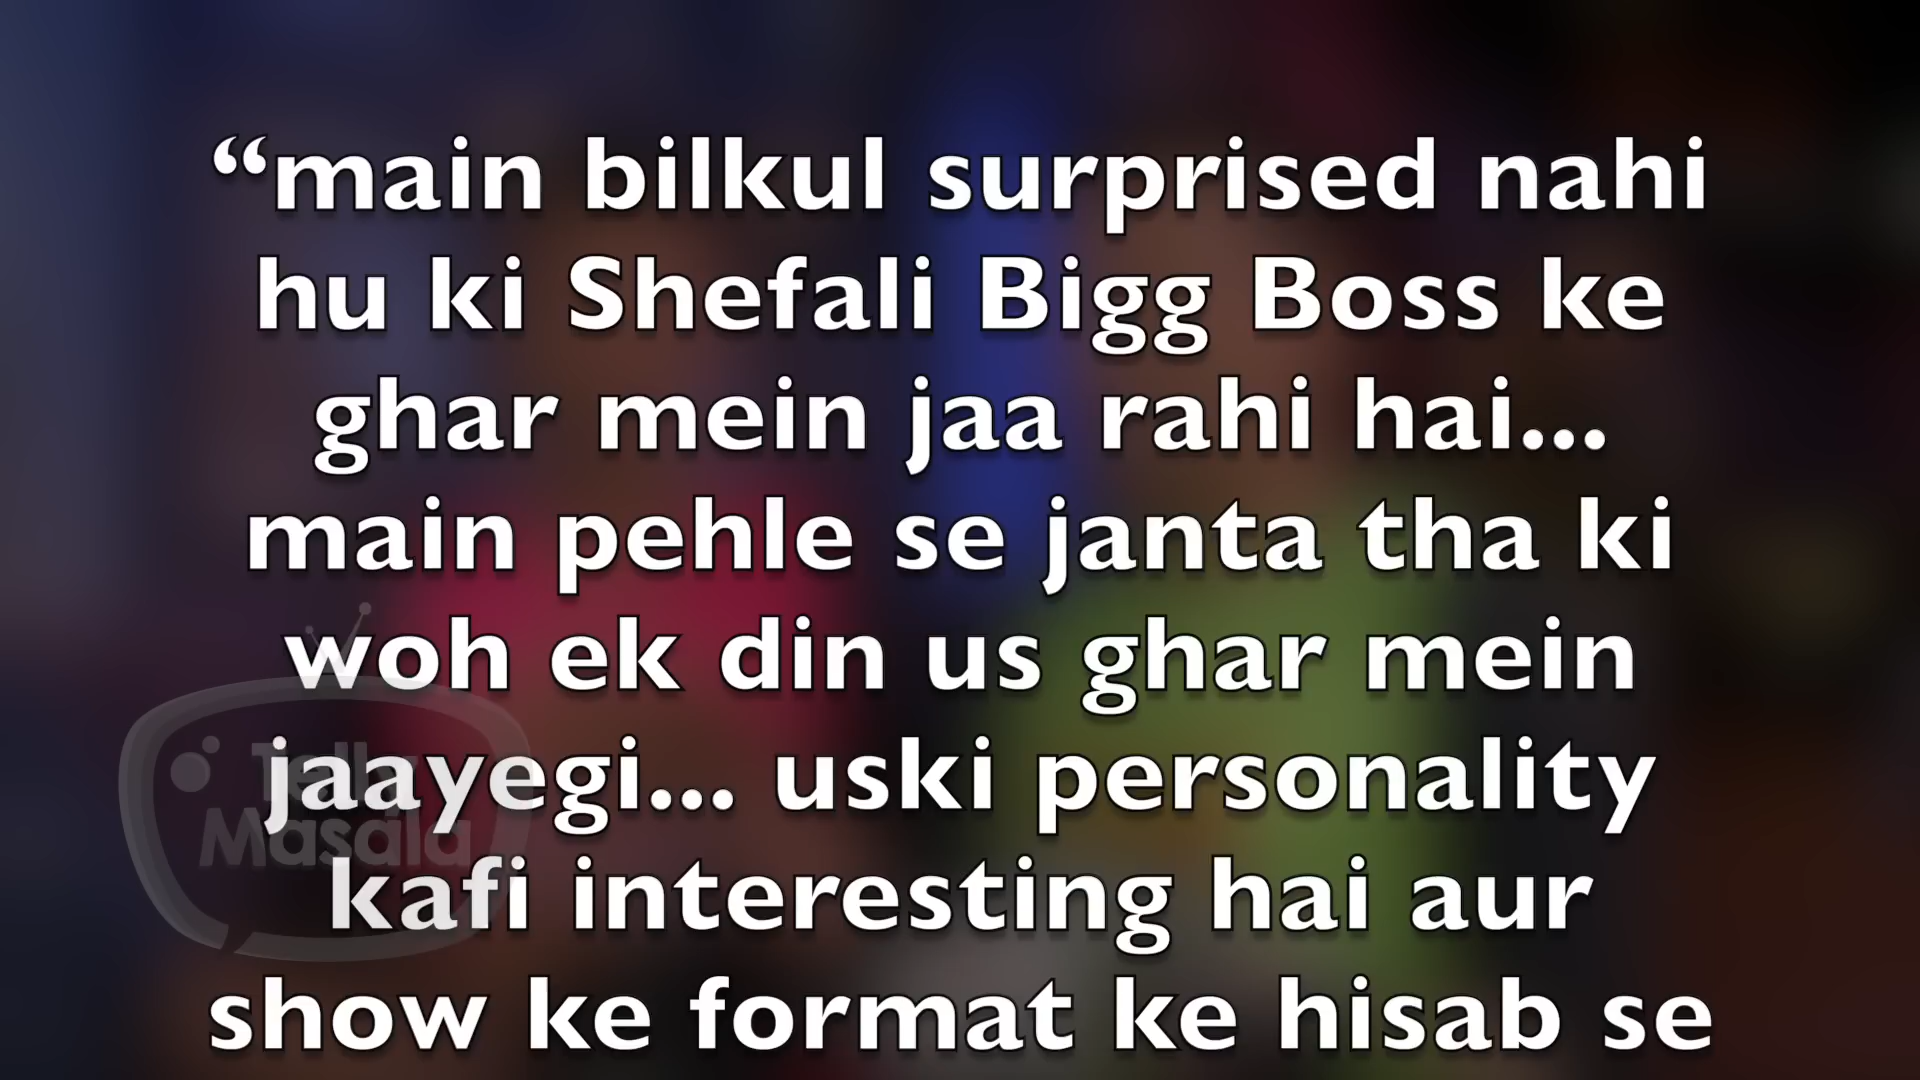 “main bilkul surprised nahi
hu ki Shefali Bigg Boss ke
ghar mein jaa rahi hai...
main pehle se janta tha ki
woh ek din us ghar mein
jaayegi... uski personality
kafi interesting hai aur
show ke format ke hisab se
Telly
Masala